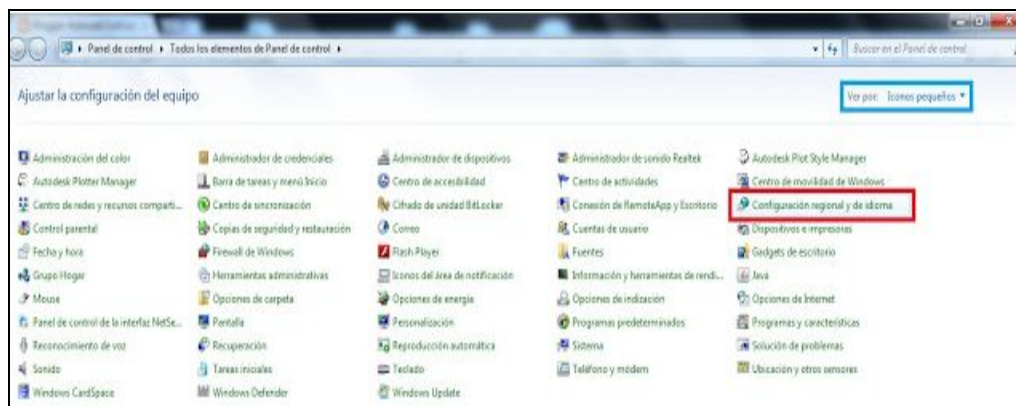 Panel de control ▸ Todos los elementos de Panel de control ▸
Buscar en el Panel de control
Ajustar la configuración del equipo
Ver por: Iconos pequeños
Administración del color
Administrador de credenciales
Administrador de dispositivos
Administrador de sonido Realtek
Autodesk Plot Style Manager
Autodesk Plotter Manager
Barra de tareas y menú Inicio
Centro de accesibilidad
Centro de actividades
Centro de movilidad de Windows
Centro de redes y recursos comparti...
Centro de sincronización
Cifrado de unidad BitLocker
Conexión de RemoteApp y Escritorio
Configuración regional y de idioma
Control parental
Copias de seguridad y restauración
Correo
Cuentas de usuario
Dispositivos e impresoras
Fecha y hora
Firewall de Windows
Flash Player
Fuentes
Gadgets de escritorio
Grupo Hogar
Herramientas administrativas
Iconos del área de notificación
Información y herramientas de rendi...
Java
Mouse
Opciones de carpeta
Opciones de energía
Opciones de indización
Opciones de Internet
Panel de control de la interfaz NetSe...
Pantalla
Personalización
Programas predeterminados
Programas y características
Reconocimiento de voz
Recuperación
Reproducción automática
Sistema
Solución de problemas
Sonido
Tareas iniciales
Teclado
Teléfono y módem
Ubicación y otros sensores
Windows CardSpace
Windows Defender
Windows Update